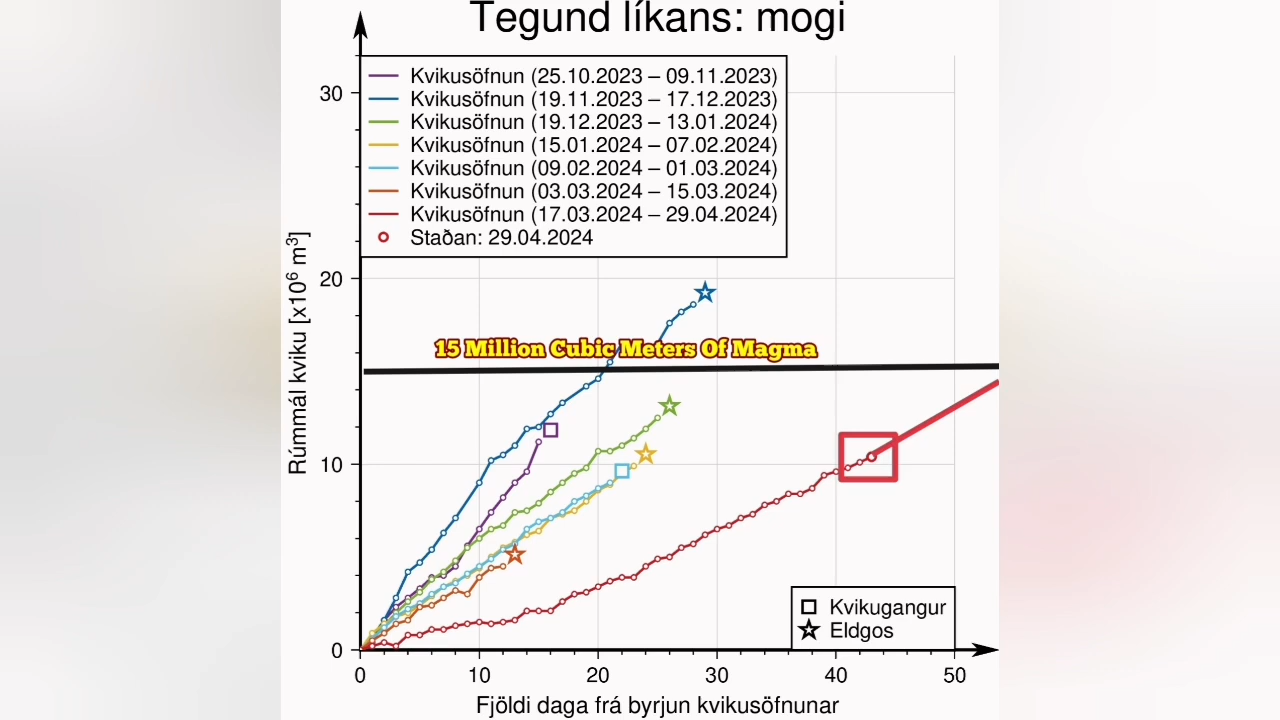 Tegund líkans: mogi
Kvikusöfnun (25.10.2023 – 09.11.2023)
Kvikusöfnun (19.11.2023 – 17.12.2023)
Kvikusöfnun (19.12.2023 – 13.01.2024)
Kvikusöfnun (15.01.2024 – 07.02.2024)
Kvikusöfnun (09.02.2024 – 01.03.2024)
Kvikusöfnun (03.03.2024 – 15.03.2024)
Kvikusöfnun (17.03.2024 – 29.04.2024)
Staðan: 29.04.2024
Rúmmál kviku [x10⁶ m³]
30
20
10
0
15 Million Cubic Meters Of Magma
Kvikugangur
Eldgos
0 10 20 30 40 50
Fjöldi daga frá byrjun kvikusöfnunar